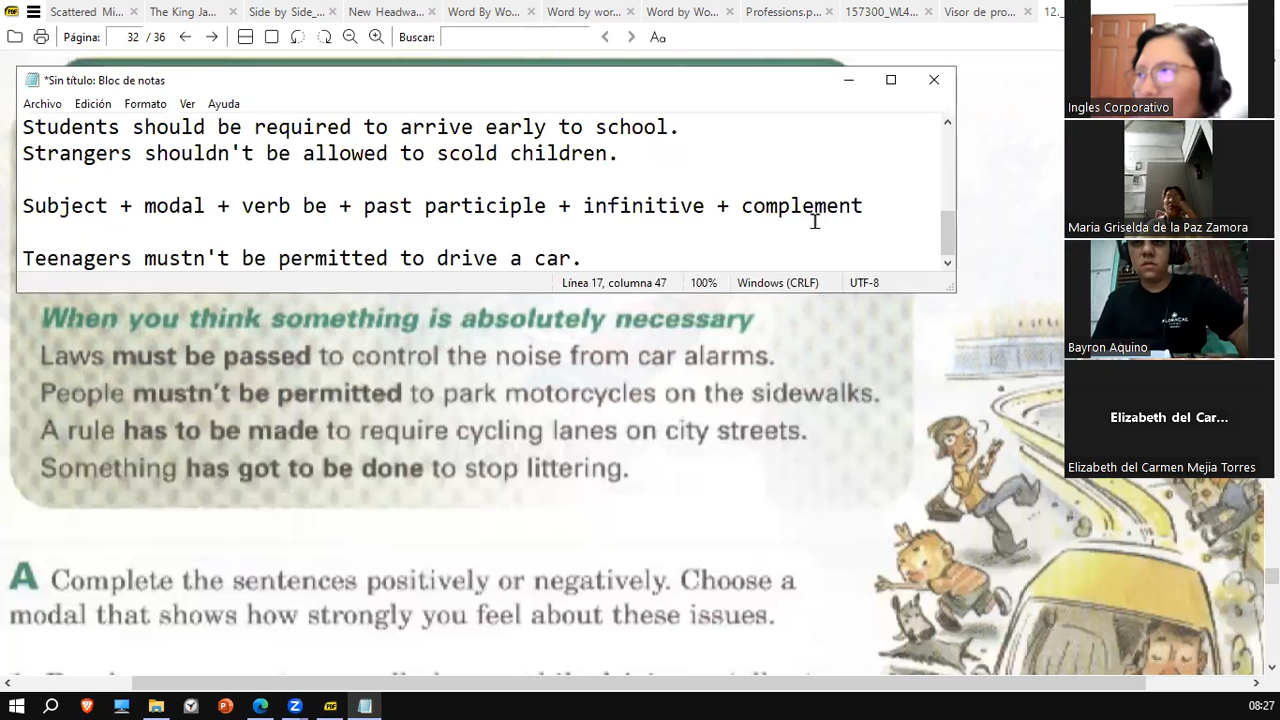 Scattered Mi...
The King Ja...
Side by Side_...
New Headwa...
Word By Wo...
Word by wor...
Word by Wo...
Professions.p...
157300_WL4...
Visor de pro...
12._
Página:
32 / 36
Buscar:
Aa
*Sin título: Bloc de notas
Archivo Edición Formato Ver Ayuda
Students should be required to arrive early to school.
Strangers shouldn't be allowed to scold children.
Subject + modal + verb be + past participle + infinitive + complement
Teenagers mustn't be permitted to drive a car.
Línea 17, columna 47
100%
Windows (CRLF)
UTF-8
When you think something is absolutely necessary
Laws must be passed to control the noise from car alarms.
People mustn't be permitted to park motorcycles on the sidewalks.
A rule has to be made to require cycling lanes on city streets.
Something has got to be done to stop littering.
A Complete the sentences positively or negatively. Choose a
modal that shows how strongly you feel about these issues.
Ingles Corporativo
Maria Griselda de la Paz Zamora
Bayron Aquino
Elizabeth del Car...
Elizabeth del Carmen Mejia Torres
08:27